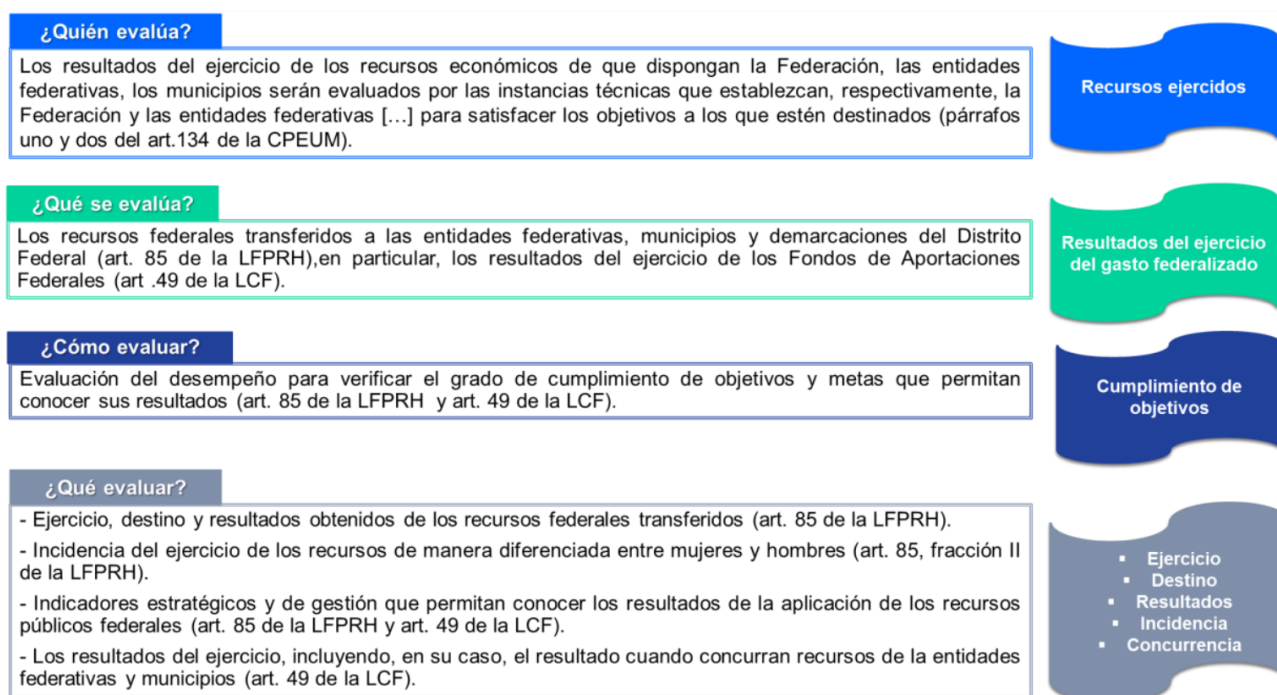 ¿Quién evalúa?
Los resultados del ejercicio de los recursos económicos de que dispongan la Federación, las entidades
federativas, los municipios serán evaluados por las instancias técnicas que establezcan, respectivamente, la
Federación y las entidades federativas [...] para satisfacer los objetivos a los que estén destinados (párrafos
uno y dos del art.134 de la CPEUM).
Recursos ejercidos
¿Qué se evalúa?
Los recursos federales transferidos a las entidades federativas, municipios y demarcaciones del Distrito
Federal (art. 85 de la LFPRH),en particular, los resultados del ejercicio de los Fondos de Aportaciones
Federales (art .49 de la LCF).
Resultados del ejercicio
del gasto federalizado
¿Cómo evaluar?
Evaluación del desempeño para verificar el grado de cumplimiento de objetivos y metas que permitan
conocer sus resultados (art. 85 de la LFPRH y art. 49 de la LCF).
Cumplimiento de
objetivos
¿Qué evaluar?
- Ejercicio, destino y resultados obtenidos de los recursos federales transferidos (art. 85 de la LFPRH).
- Incidencia del ejercicio de los recursos de manera diferenciada entre mujeres y hombres (art. 85, fracción II
de la LFPRH).
- Indicadores estratégicos y de gestión que permitan conocer los resultados de la aplicación de los recursos
públicos federales (art. 85 de la LFPRH y art. 49 de la LCF).
- Los resultados del ejercicio, incluyendo, en su caso, el resultado cuando concurran recursos de la entidades
federativas y municipios (art. 49 de la LCF).
▪ Ejercicio
▪ Destino
▪ Resultados
▪ Incidencia
▪ Concurrencia